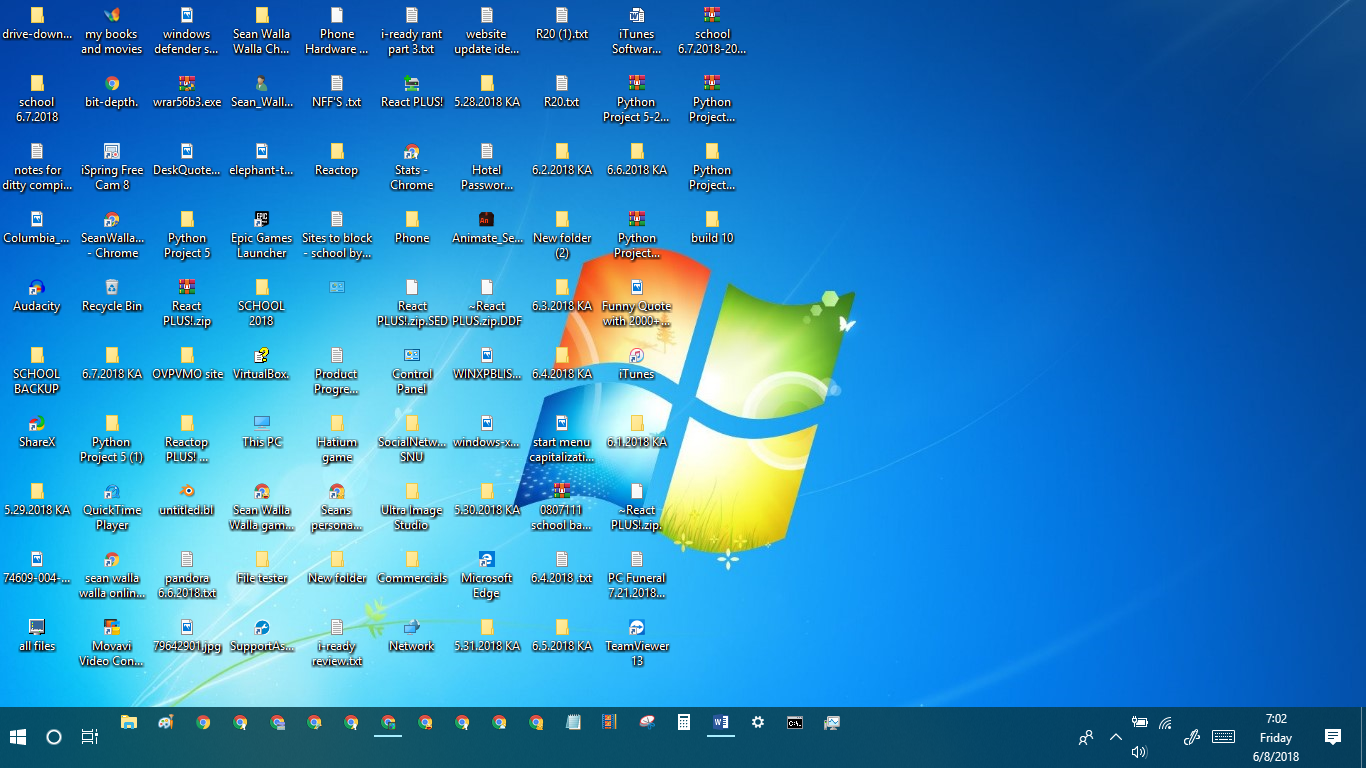 drive-down...
my books
and movies
windows
defender s...
Sean Walla
Walla Ch...
Phone
Hardware ...
i-ready rant
part 3.txt
website
update ide...
R20 (1).txt
iTunes
Softwar...
school
6.7.2018-20...
school
6.7.2018
bit-depth.
wrar56b3.exe
Sean_Wall...
NFF'S .txt
React PLUS!
5.28.2018 KA
R20.txt
Python
Project 5-2...
Python
Project...
notes for
ditty compi...
iSpring Free
Cam 8
DeskQuote...
elephant-t...
Reactop
Stats -
Chrome
Hotel
Passwor...
6.2.2018 KA
6.6.2018 KA
Python
Project...
Columbia_...
SeanWalla...
- Chrome
Python
Project 5
EPIC
Epic Games
Launcher
Sites to block
- school by...
Phone
An
Animate_Se...
New folder
(2)
Python
Project...
build 10
Audacity
Recycle Bin
React
PLUS!.zip
SCHOOL
2018
React
PLUS!.zip.SED
~React
PLUS.zip.DDF
6.3.2018 KA
Funny Quote
with 2000+...
SCHOOL
BACKUP
6.7.2018 KA
OVPVMO site
VirtualBox.
Product
Progre...
Control
Panel
WINXPBLIS...
6.4.2018 KA
iTunes
ShareX
Python
Project 5 (1)
Reactop
PLUS! ...
This PC
Hatium
game
SocialNetw...
SNU
windows-x...
start menu
capitalizati...
6.1.2018 KA
5.29.2018 KA
QuickTime
Player
untitled.bl
Sean Walla
Walla gam...
Seans
persona...
Ultra Image
Studio
5.30.2018 KA
0807111
school ba...
~React
PLUS!.zip.
74609-004-...
sean walla
walla onlin...
pandora
6.6.2018.txt
File tester
New folder
Commercials
Microsoft
Edge
6.4.2018 .txt
PC Funeral
7.21.2018...
all files
Movavi
Video Con...
79642901.jpg
SupportAs...
i-ready
review.txt
Network
5.31.2018 KA
6.5.2018 KA
TeamViewer
13
7:02
Friday
6/8/2018